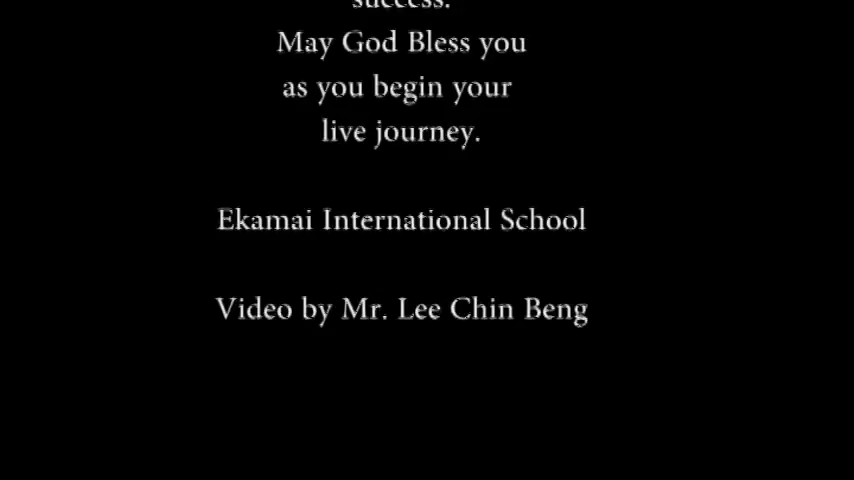 success.
May God Bless you
as you begin your
live journey.
Ekamai International School
Video by Mr. Lee Chin Beng